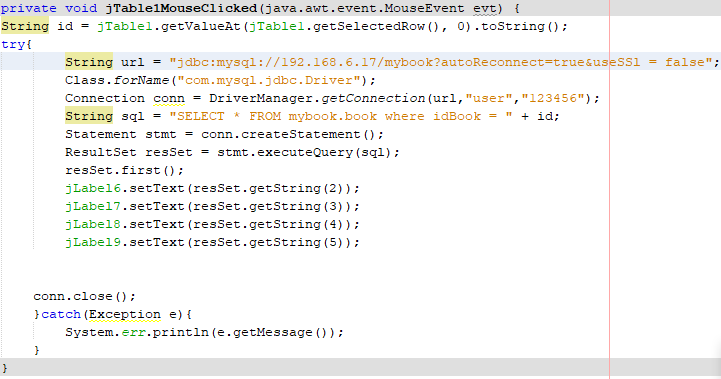 private void jTable1MouseClicked(java.awt.event.MouseEvent evt) {
String id = jTable1.getValueAt(jTable1.getSelectedRow(), 0).toString();
try{
String url = "jdbc:mysql://192.168.6.17/mybook?autoReconnect=true&useSSl = false";
Class.forName("com.mysql.jdbc.Driver");
Connection conn = DriverManager.getConnection(url,"user","123456");
String sql = "SELECT * FROM mybook.book where idBook = " + id;
Statement stmt = conn.createStatement();
ResultSet resSet = stmt.executeQuery(sql);
resSet.first();
jLabel6.setText(resSet.getString(2));
jLabel7.setText(resSet.getString(3));
jLabel8.setText(resSet.getString(4));
jLabel9.setText(resSet.getString(5));
conn.close();
}catch(Exception e){
System.err.println(e.getMessage());
}
}